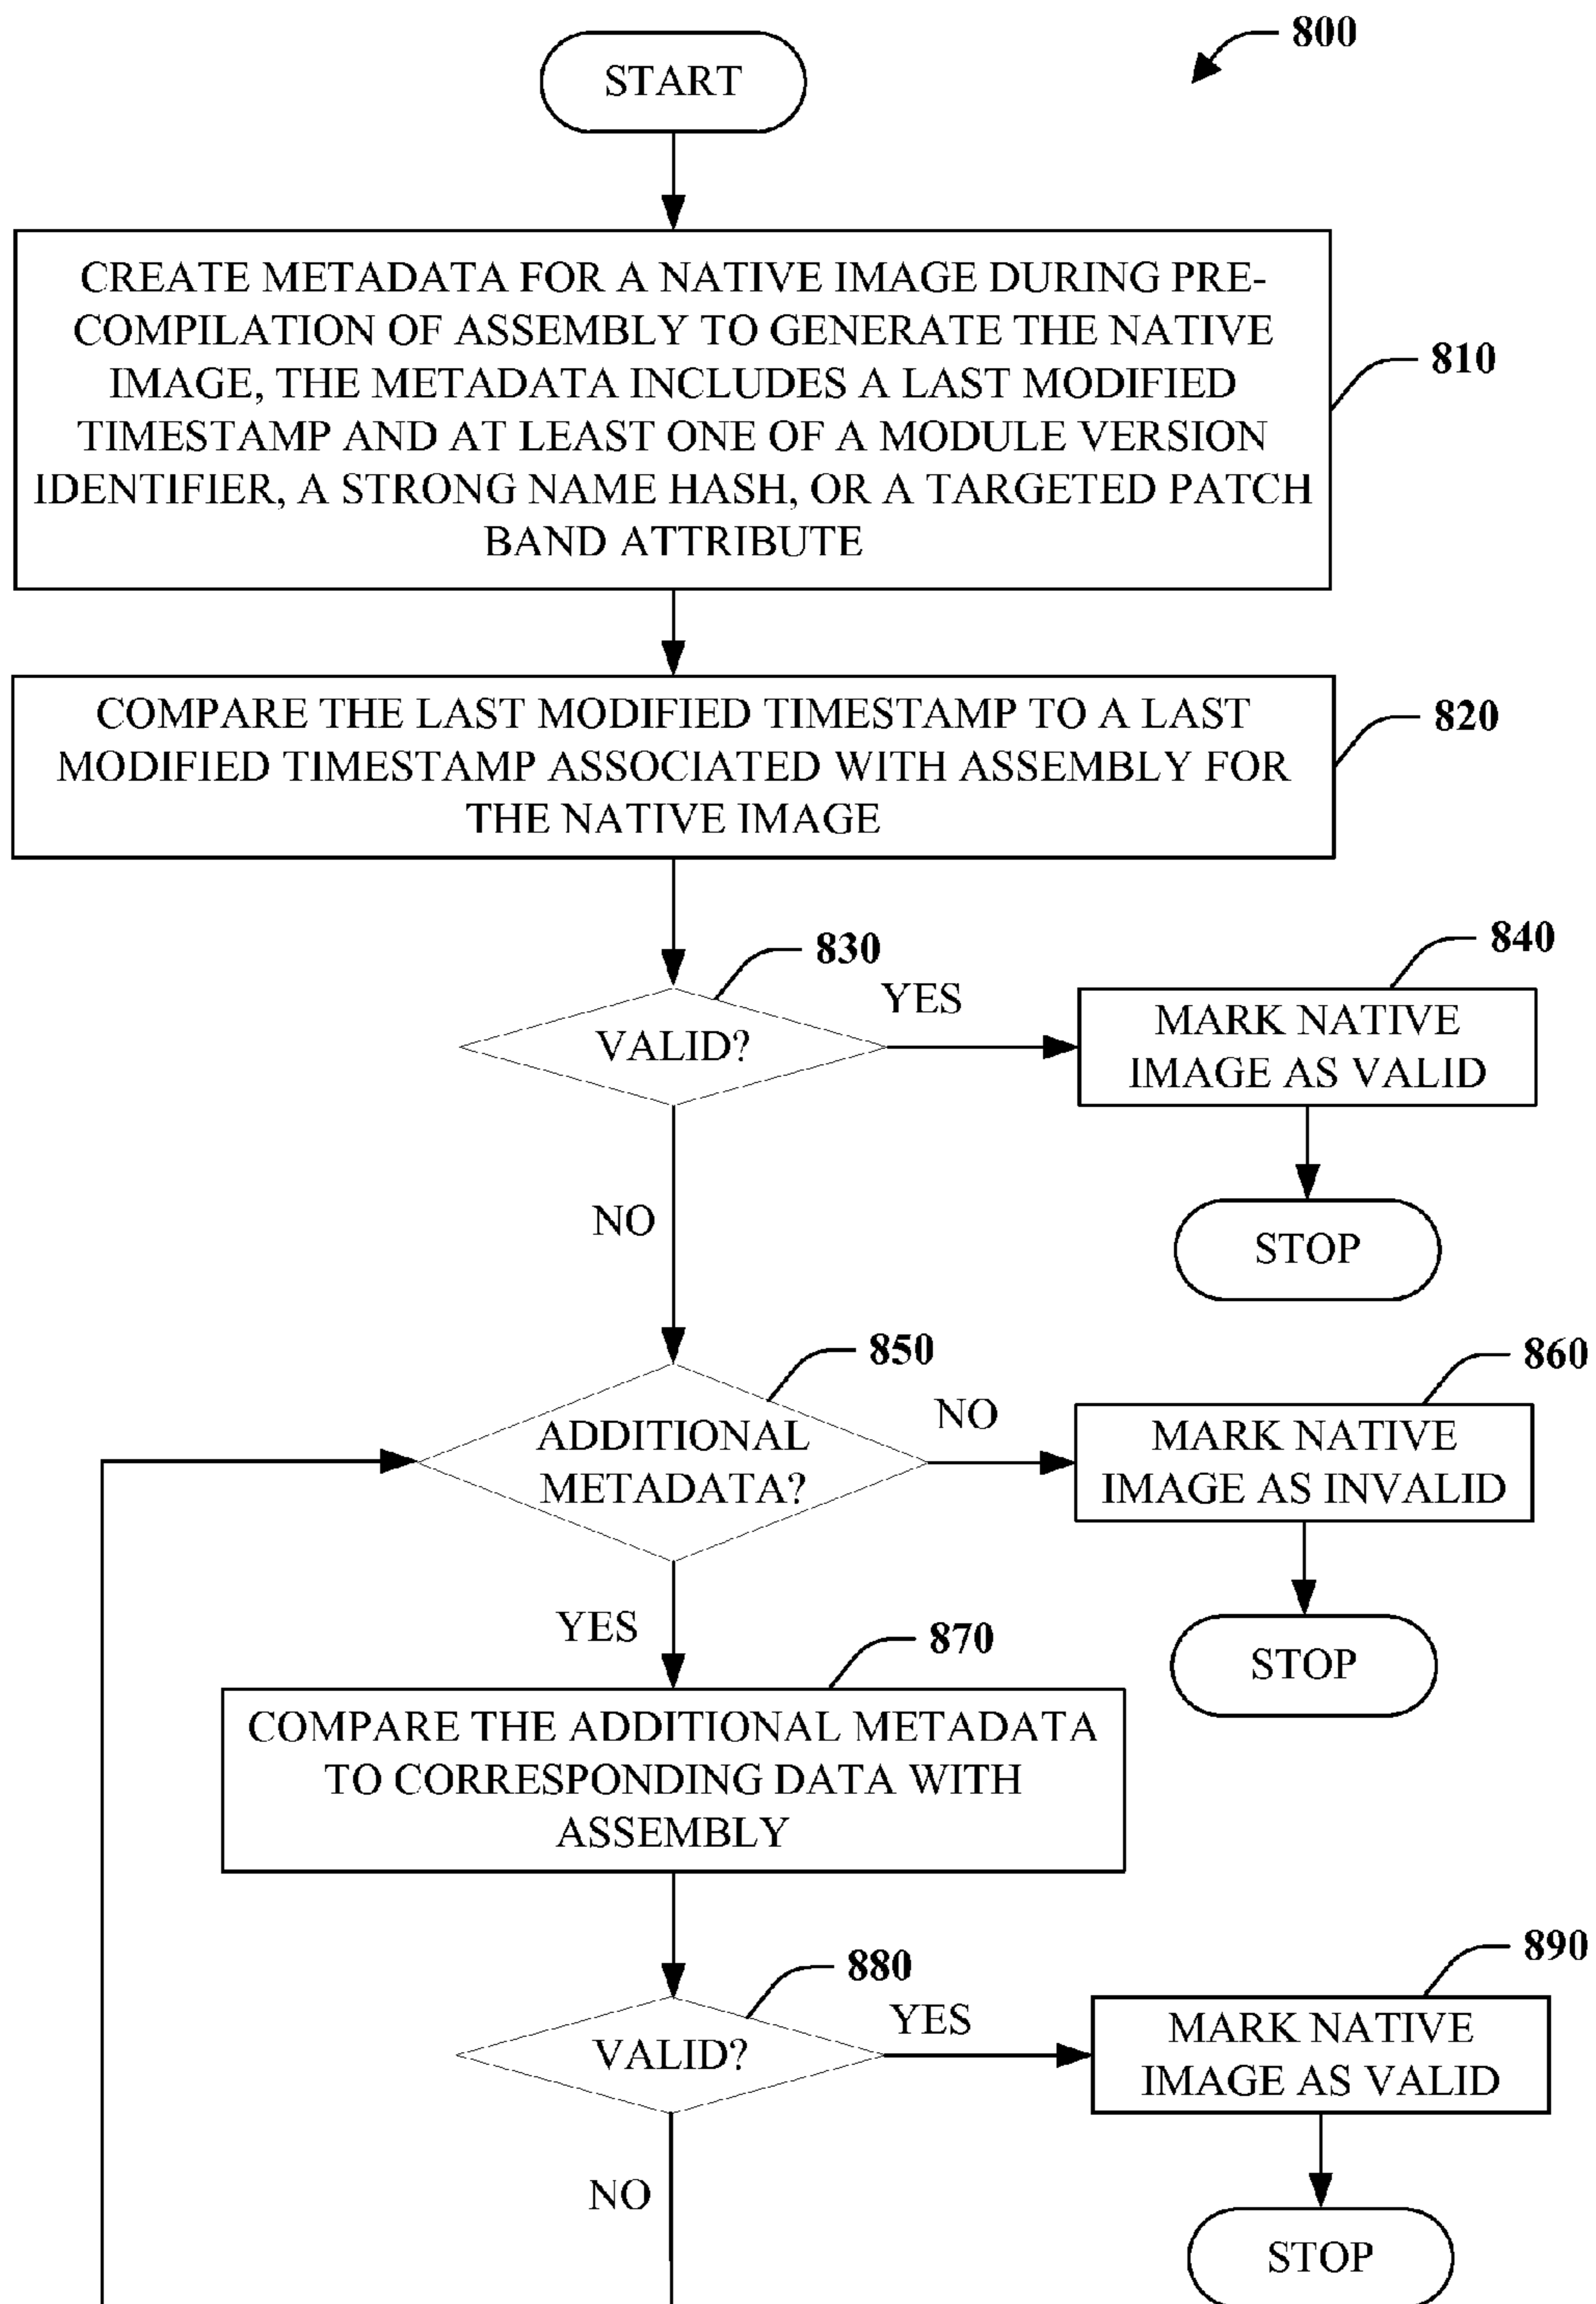 800
START
CREATE METADATA FOR A NATIVE IMAGE DURING PRE-
COMPILATION OF ASSEMBLY TO GENERATE THE NATIVE
IMAGE, THE METADATA INCLUDES A LAST MODIFIED
TIMESTAMP AND AT LEAST ONE OF A MODULE VERSION
IDENTIFIER, A STRONG NAME HASH, OR A TARGETED PATCH
BAND ATTRIBUTE
810
COMPARE THE LAST MODIFIED TIMESTAMP TO A LAST
MODIFIED TIMESTAMP ASSOCIATED WITH ASSEMBLY FOR
THE NATIVE IMAGE
820
830
VALID?
YES
840
MARK NATIVE
IMAGE AS VALID
STOP
NO
850
ADDITIONAL
METADATA?
NO
860
MARK NATIVE
IMAGE AS INVALID
STOP
YES
870
COMPARE THE ADDITIONAL METADATA
TO CORRESPONDING DATA WITH
ASSEMBLY
880
VALID?
YES
890
MARK NATIVE
IMAGE AS VALID
STOP
NO